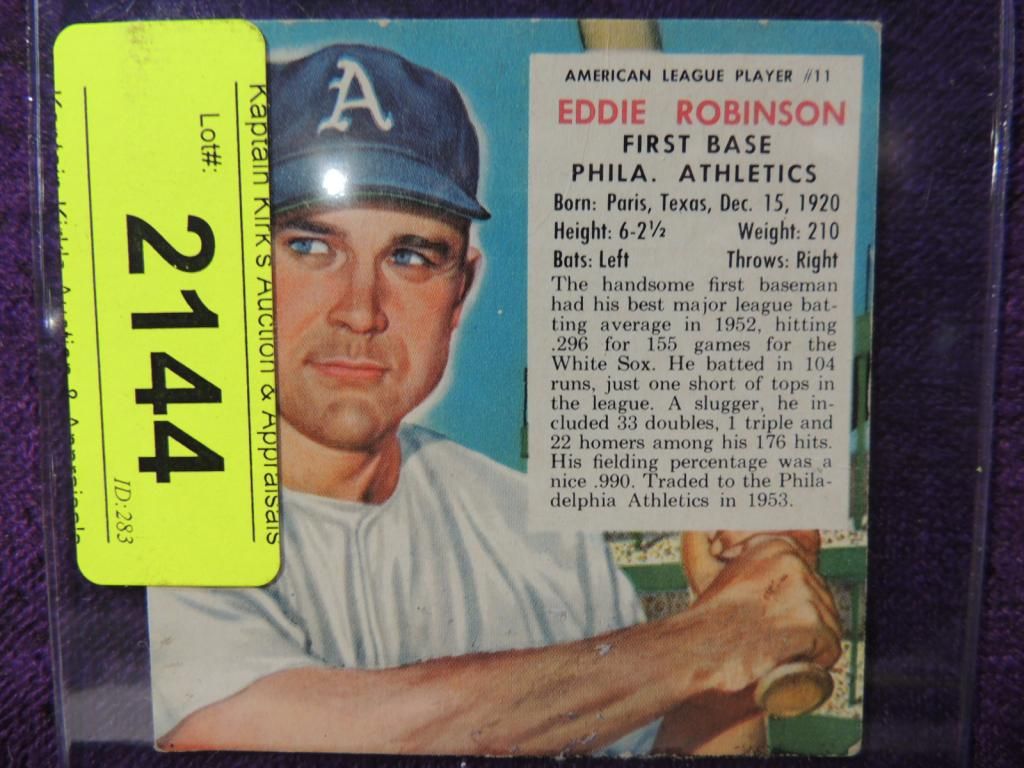 Kaptain Kirk's Auction & Appraisals
Lot#:
2144
ID:283
A
AMERICAN LEAGUE PLAYER #11
EDDIE ROBINSON
FIRST BASE
PHILA. ATHLETICS
Born: Paris, Texas, Dec. 15, 1920
Height: 6-2½ Weight: 210
Bats: Left Throws: Right
The handsome first baseman
had his best major league bat-
ting average in 1952, hitting
.296 for 155 games for the
White Sox. He batted in 104
runs, just one short of tops in
the league. A slugger, he in-
cluded 33 doubles, 1 triple and
22 homers among his 176 hits.
His fielding percentage was a
nice .990. Traded to the Phila-
delphia Athletics in 1953.